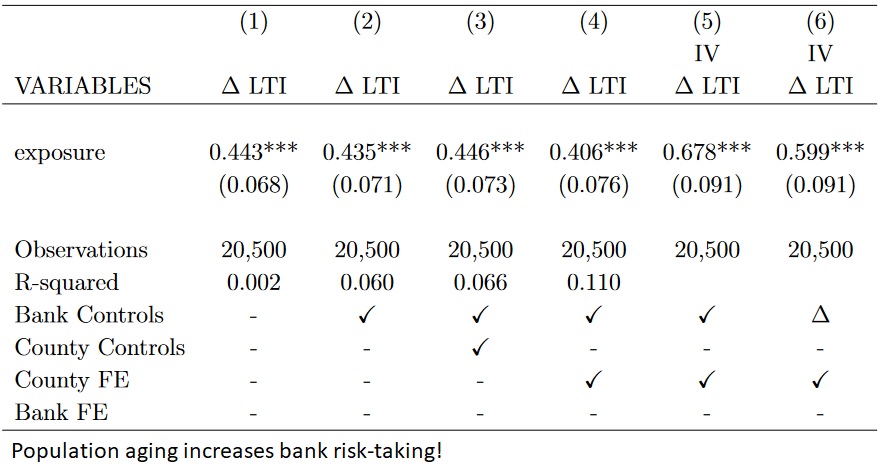 (1) (2) (3) (4) (5) (6)
IV IV
VARIABLES Δ LTI Δ LTI Δ LTI Δ LTI Δ LTI Δ LTI
exposure 0.443*** 0.435*** 0.446*** 0.406*** 0.678*** 0.599***
(0.068) (0.071) (0.073) (0.076) (0.091) (0.091)
Observations 20,500 20,500 20,500 20,500 20,500 20,500
R-squared 0.002 0.060 0.066 0.110
Bank Controls - ✓ ✓ ✓ ✓ Δ
County Controls - - ✓ - - -
County FE - - - ✓ ✓ ✓
Bank FE - - - - - -
Population aging increases bank risk-taking!